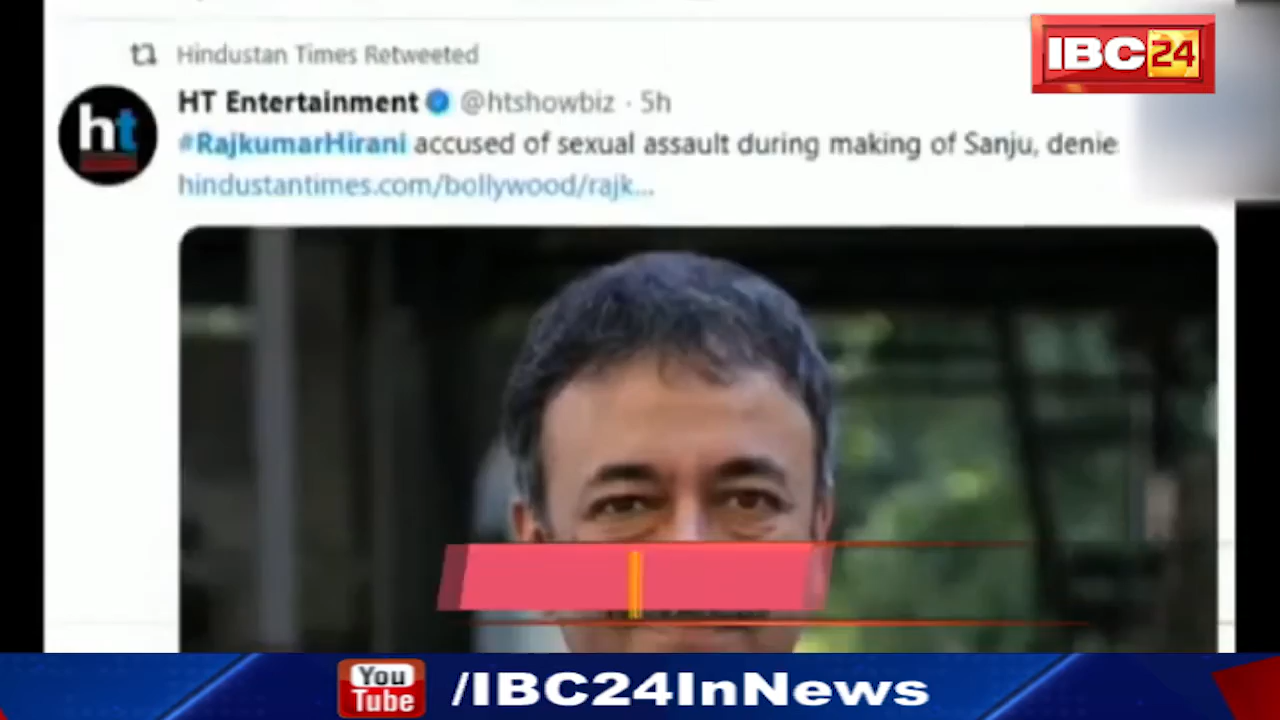 Hindustan Times Retweeted
IBC24
HT Entertainment @htshowbiz · 5h
ht
#RajkumarHirani accused of sexual assault during making of Sanju, denie
hindustantimes.com/bollywood/rajk...
You
Tube
/IBC24InNews